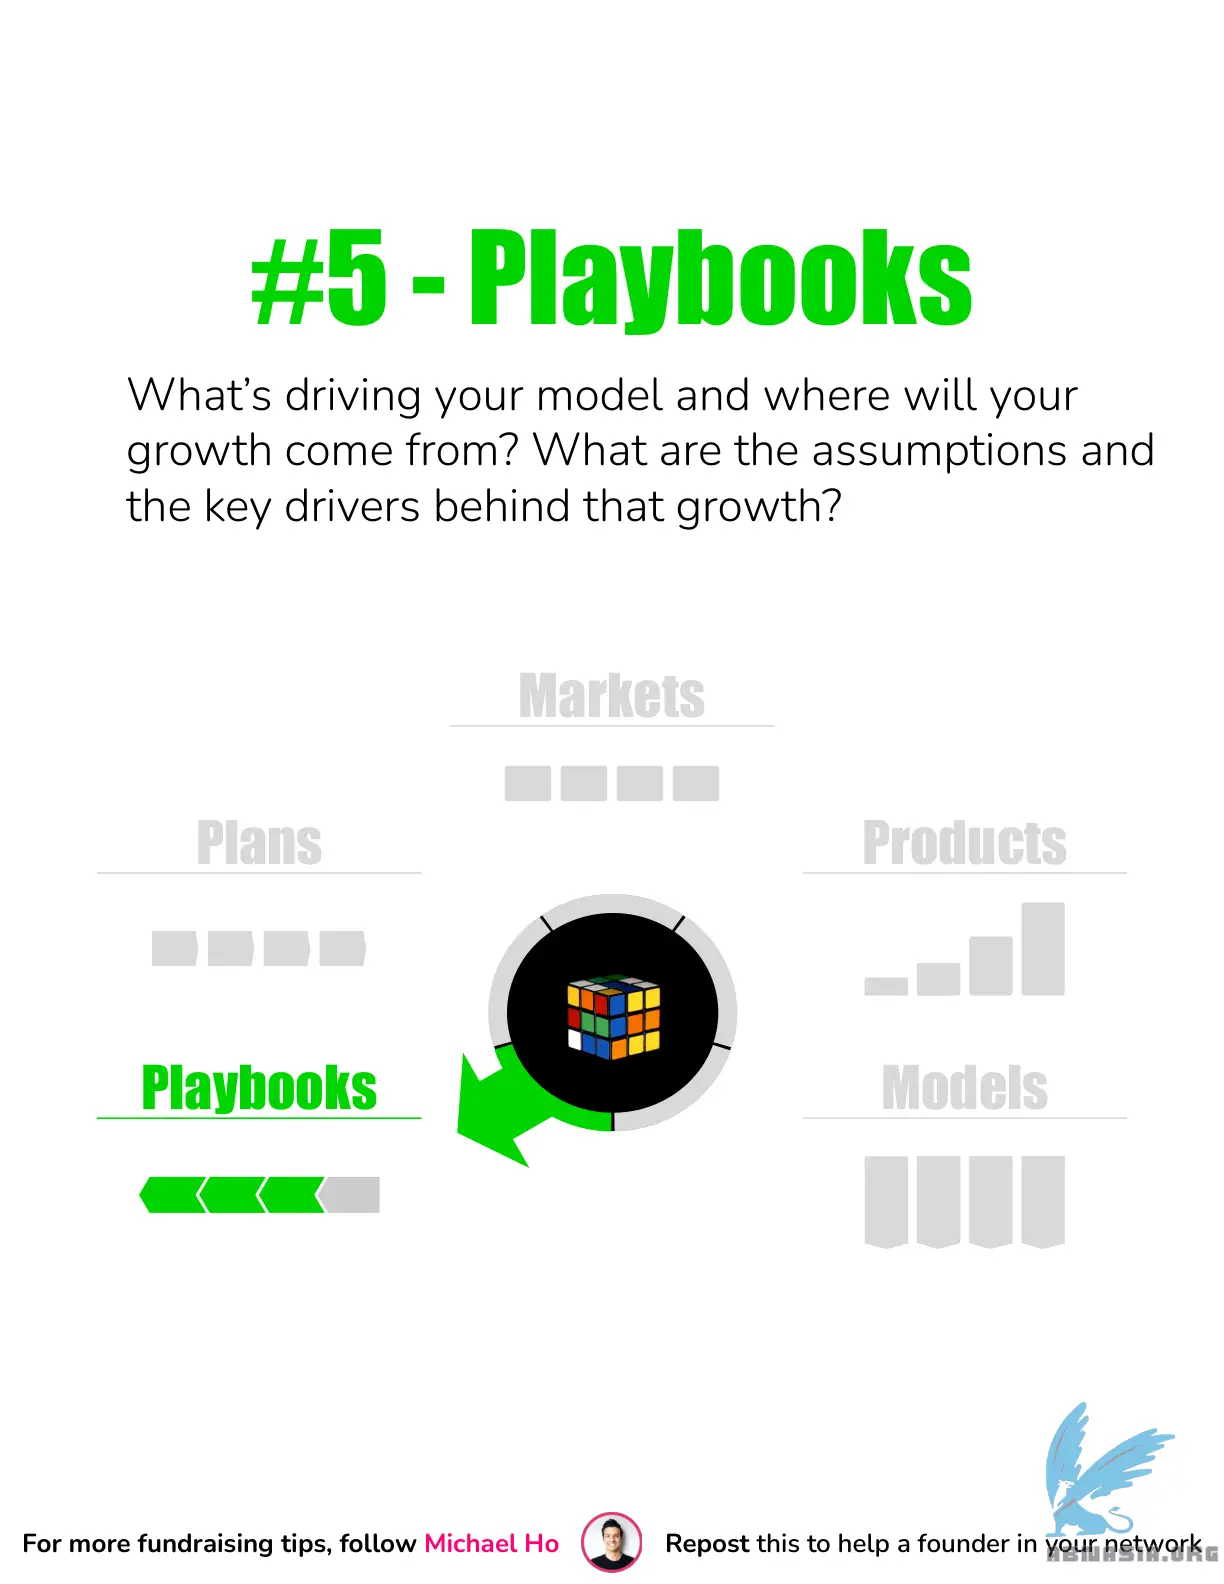 #5 - Playbooks
What’s driving your model and where will your
growth come from? What are the assumptions and
the key drivers behind that growth?
Markets
Plans
Products
Playbooks
Models
For more fundraising tips, follow Michael Ho
Repost this to help a founder in your network
ABMASIA.ORG